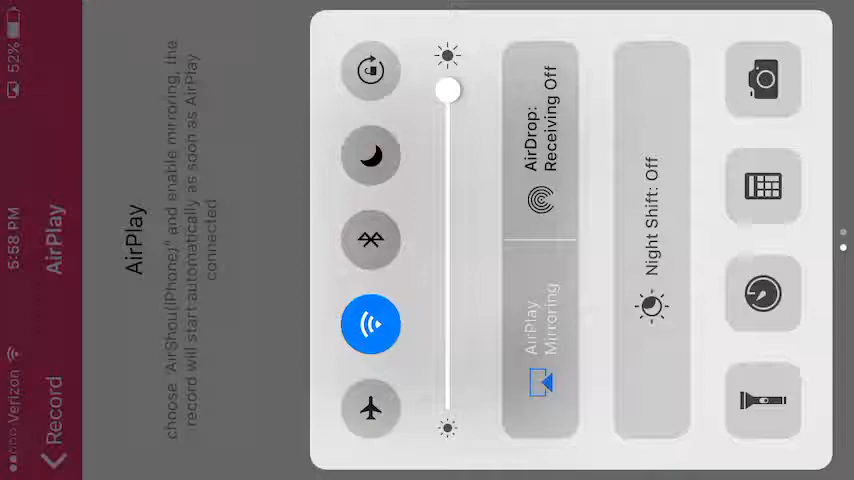 Verizon 5:58 PM 52%
Record AirPlay
AirPlay
choose "AirShou(iPhone)" and enable mirroring, the
record will start automatically as soon as AirPlay
connected
AirPlay
Mirroring
AirDrop:
Receiving Off
Night Shift: Off